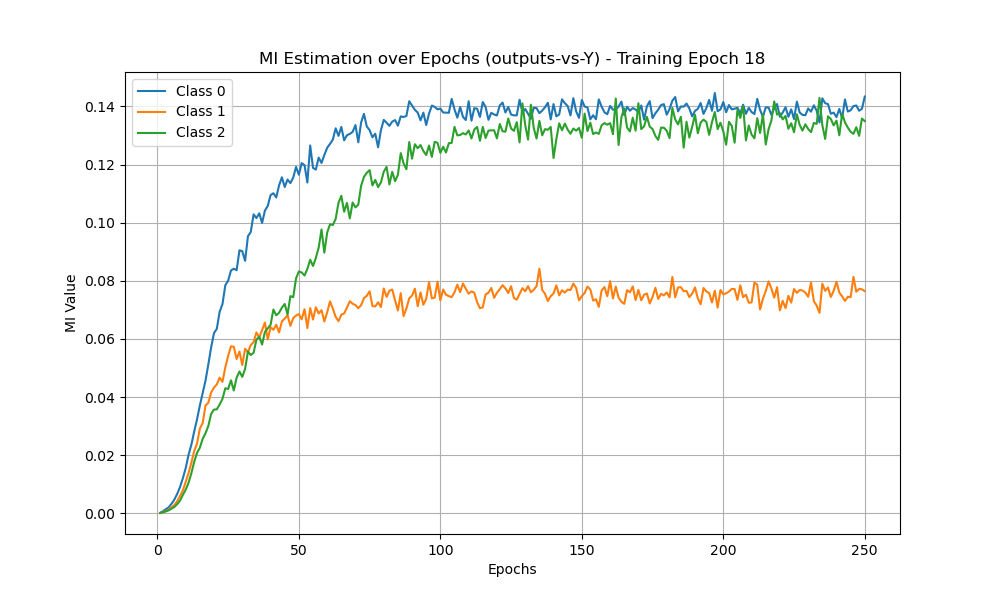 MI Estimation over Epochs (outputs-vs-Y) - Training Epoch 18
Class 0
Class 1
Class 2
0.14
0.12
0.10
0.08
0.06
0.04
0.02
0.00
MI Value
0
50
100
150
200
250
Epochs